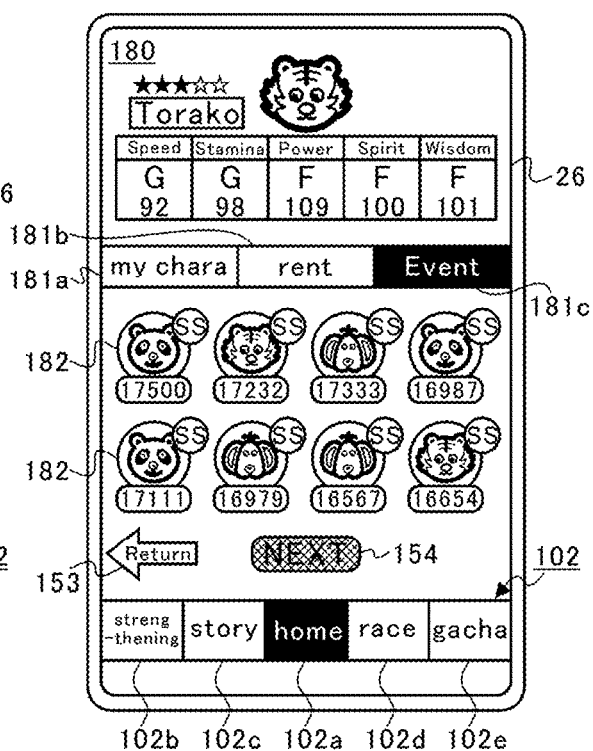 180
★★★☆☆
Torako
Speed Stamina Power Spirit Wisdom
G G F F F
92 98 109 100 101
26
6
181b
181a
my chara rent Event
181c
SS SS SS SS
182
17500 17232 17333 16987
SS SS SS SS
182
17111 16979 16567 16654
Return
NEXT
154
2
153
102
streng
-thening
story home race gacha
102b 102c 102a 102d 102e